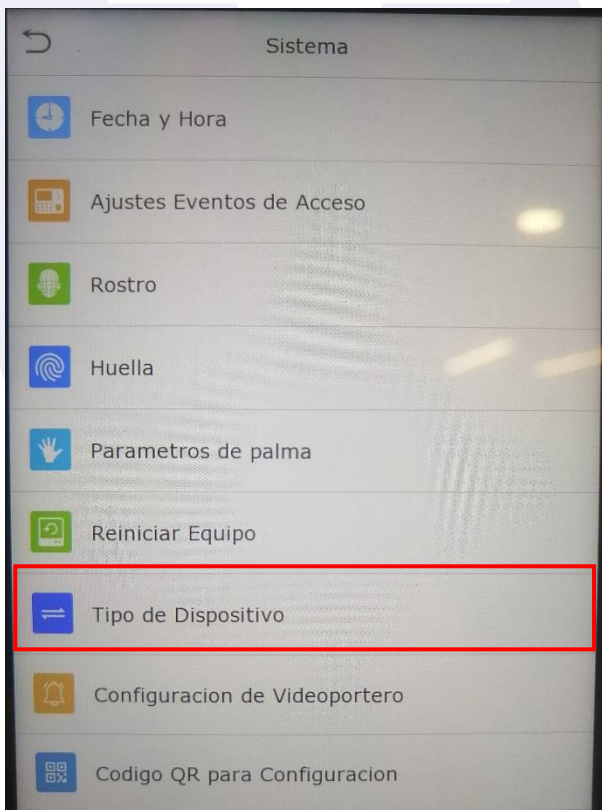 Sistema
Fecha y Hora
Ajustes Eventos de Acceso
Rostro
Huella
Parametros de palma
Reiniciar Equipo
Tipo de Dispositivo
Configuracion de Videoportero
Codigo QR para Configuracion